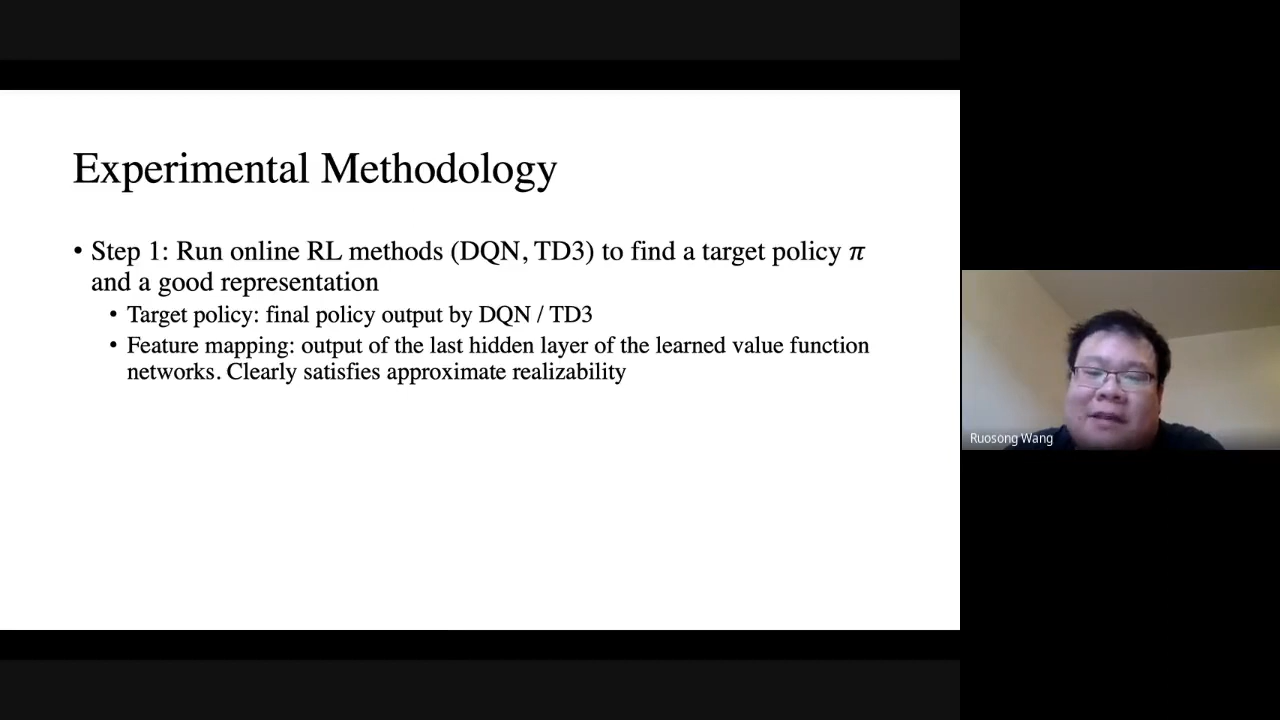 Experimental Methodology
• Step 1: Run online RL methods (DQN, TD3) to find a target policy π
and a good representation
• Target policy: final policy output by DQN / TD3
• Feature mapping: output of the last hidden layer of the learned value function
networks. Clearly satisfies approximate realizability
Ruosong Wang